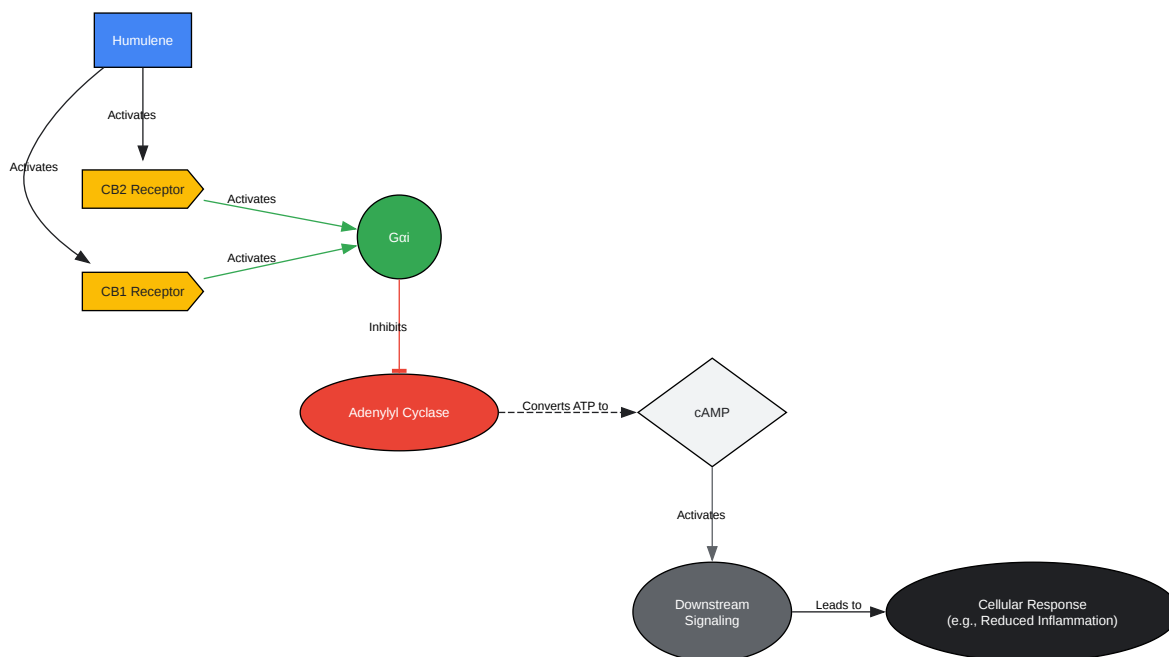 Humulene
Activates
Activates
CB2 Receptor
Activates
Gαi
Activates
CB1 Receptor
Inhibits
Adenylyl Cyclase
Converts ATP to
cAMP
Activates
Downstream
Signaling
Leads to
Cellular Response
(e.g., Reduced Inflammation)